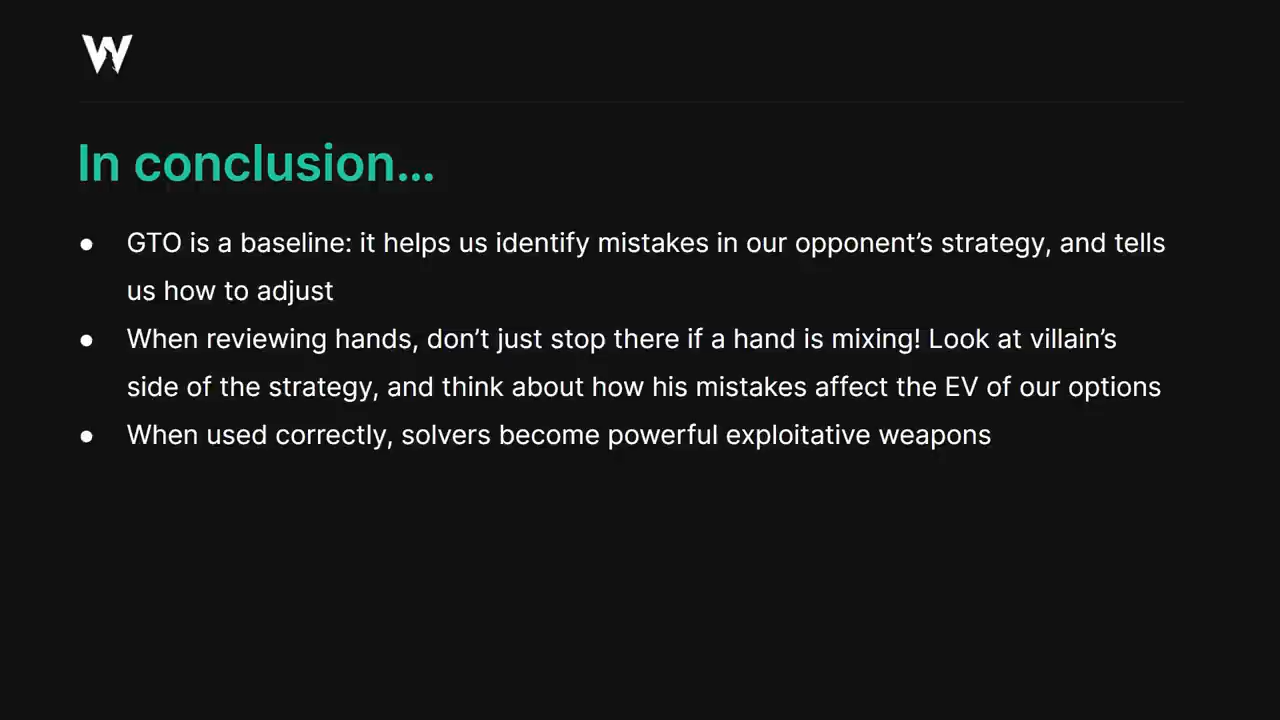 W
In conclusion...
● GTO is a baseline: it helps us identify mistakes in our opponent’s strategy, and tells
us how to adjust
● When reviewing hands, don’t just stop there if a hand is mixing! Look at villain’s
side of the strategy, and think about how his mistakes affect the EV of our options
● When used correctly, solvers become powerful exploitative weapons